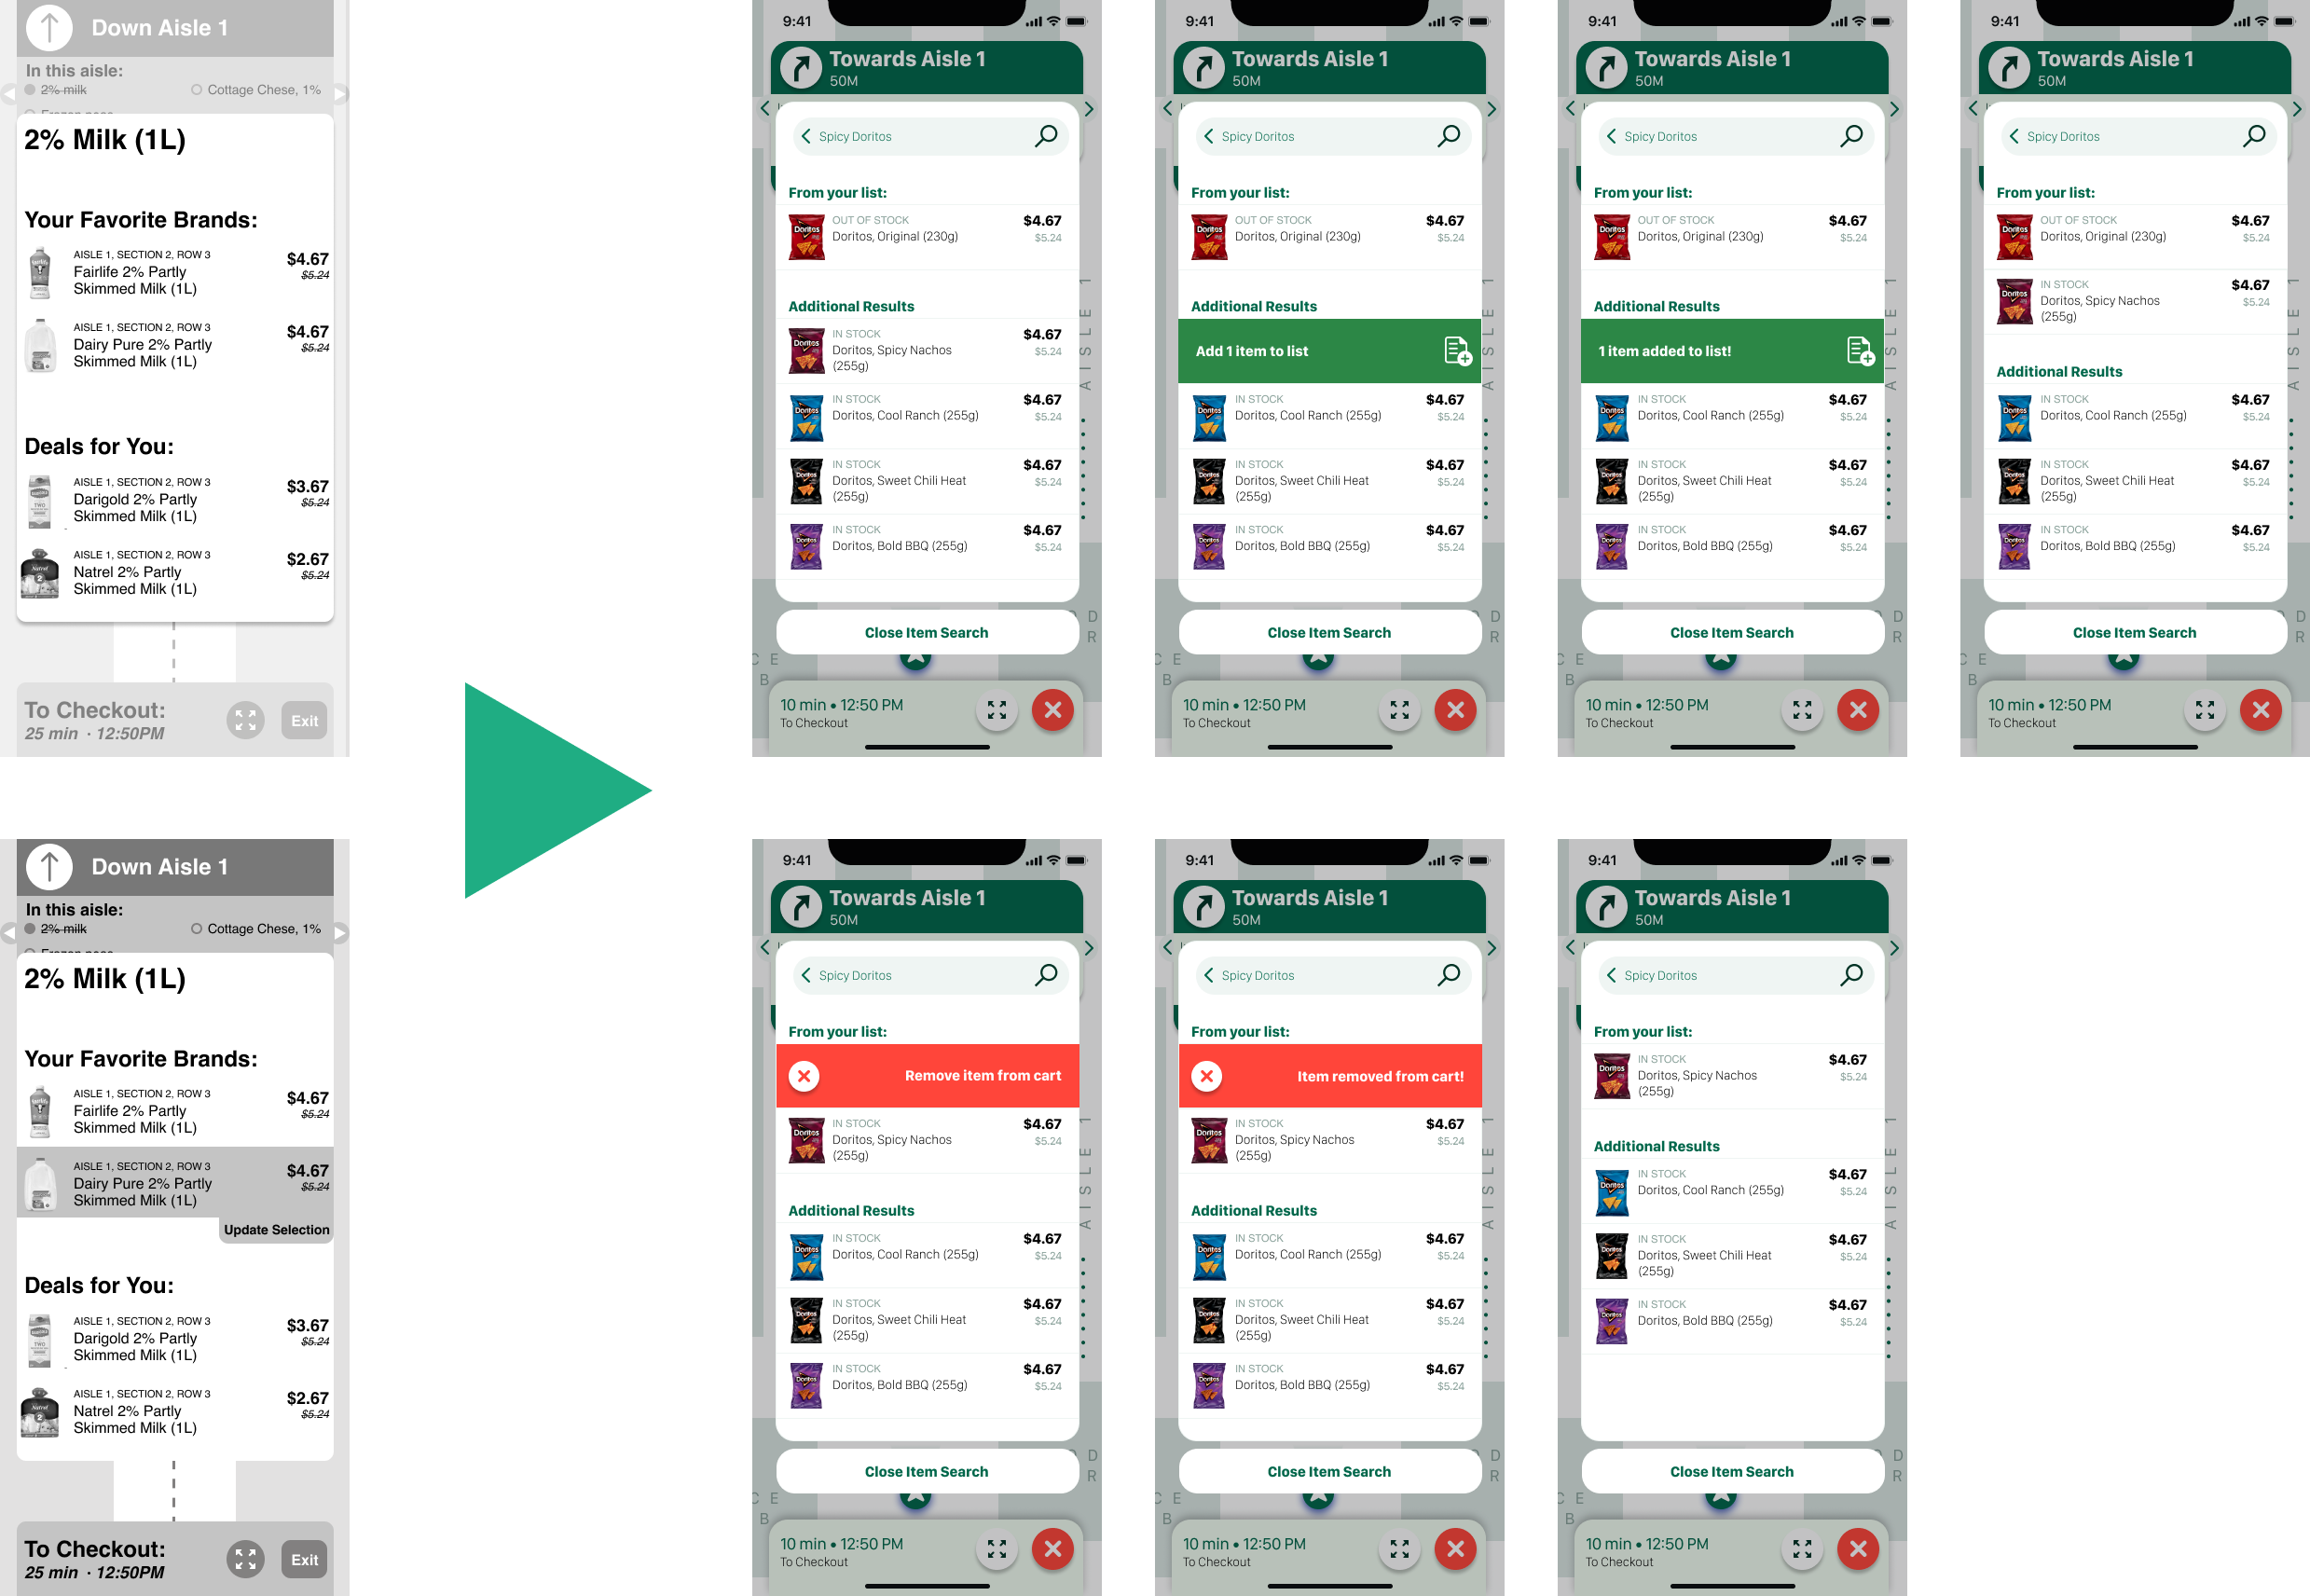 Down Aisle 1
In this aisle:
2% milk
Cottage Chese, 1%
2% Milk (1L)
Your Favorite Brands:
AISLE 1, SECTION 2, ROW 3
Fairlife 2% Partly
Skimmed Milk (1L)
$4.67
$5.24
AISLE 1, SECTION 2, ROW 3
Dairy Pure 2% Partly
Skimmed Milk (1L)
$4.67
$5.24
Deals for You:
AISLE 1, SECTION 2, ROW 3
Darigold 2% Partly
Skimmed Milk (1L)
$3.67
$5.24
AISLE 1, SECTION 2, ROW 3
Natrel 2% Partly
Skimmed Milk (1L)
$2.67
$5.24
To Checkout:
25 min · 12:50PM
Exit
9:41
Towards Aisle 1
50M
Spicy Doritos
From your list:
OUT OF STOCK
Doritos, Original (230g)
$4.67
$5.24
Additional Results
IN STOCK
Doritos, Spicy Nachos
(255g)
$4.67
$5.24
IN STOCK
Doritos, Cool Ranch (255g)
$4.67
$5.24
IN STOCK
Doritos, Sweet Chili Heat
(255g)
$4.67
$5.24
IN STOCK
Doritos, Bold BBQ (255g)
$4.67
$5.24
AISLE 1
Close Item Search
10 min • 12:50 PM
To Checkout
9:41
Towards Aisle 1
50M
Spicy Doritos
From your list:
OUT OF STOCK
Doritos, Original (230g)
$4.67
$5.24
Additional Results
Add 1 item to list
IN STOCK
Doritos, Cool Ranch (255g)
$4.67
$5.24
IN STOCK
Doritos, Sweet Chili Heat
(255g)
$4.67
$5.24
IN STOCK
Doritos, Bold BBQ (255g)
$4.67
$5.24
AISLE 1
Close Item Search
10 min • 12:50 PM
To Checkout
9:41
Towards Aisle 1
50M
Spicy Doritos
From your list:
OUT OF STOCK
Doritos, Original (230g)
$4.67
$5.24
Additional Results
1 item added to list!
IN STOCK
Doritos, Cool Ranch (255g)
$4.67
$5.24
IN STOCK
Doritos, Sweet Chili Heat
(255g)
$4.67
$5.24
IN STOCK
Doritos, Bold BBQ (255g)
$4.67
$5.24
AISLE 1
Close Item Search
10 min • 12:50 PM
To Checkout
9:41
Towards Aisle 1
50M
Spicy Doritos
From your list:
OUT OF STOCK
Doritos, Original (230g)
$4.67
$5.24
IN STOCK
Doritos, Spicy Nachos
(255g)
$4.67
$5.24
Additional Results
IN STOCK
Doritos, Cool Ranch (255g)
$4.67
$5.24
IN STOCK
Doritos, Sweet Chili Heat
(255g)
$4.67
$5.24
IN STOCK
Doritos, Bold BBQ (255g)
$4.67
$5.24
AISLE 1
Close Item Search
10 min • 12:50 PM
To Checkout
Down Aisle 1
In this aisle:
2% milk
Cottage Chese, 1%
2% Milk (1L)
Your Favorite Brands:
AISLE 1, SECTION 2, ROW 3
Fairlife 2% Partly
Skimmed Milk (1L)
$4.67
$5.24
AISLE 1, SECTION 2, ROW 3
Dairy Pure 2% Partly
Skimmed Milk (1L)
$4.67
$5.24
Update Selection
Deals for You:
AISLE 1, SECTION 2, ROW 3
Darigold 2% Partly
Skimmed Milk (1L)
$3.67
$5.24
AISLE 1, SECTION 2, ROW 3
Natrel 2% Partly
Skimmed Milk (1L)
$2.67
$5.24
To Checkout:
25 min · 12:50PM
Exit
9:41
Towards Aisle 1
50M
Spicy Doritos
From your list:
Remove item from cart
IN STOCK
Doritos, Spicy Nachos
(255g)
$4.67
$5.24
Additional Results
IN STOCK
Doritos, Cool Ranch (255g)
$4.67
$5.24
IN STOCK
Doritos, Sweet Chili Heat
(255g)
$4.67
$5.24
IN STOCK
Doritos, Bold BBQ (255g)
$4.67
$5.24
AISLE 1
Close Item Search
10 min • 12:50 PM
To Checkout
9:41
Towards Aisle 1
50M
Spicy Doritos
From your list:
Item removed from cart!
IN STOCK
Doritos, Spicy Nachos
(255g)
$4.67
$5.24
Additional Results
IN STOCK
Doritos, Cool Ranch (255g)
$4.67
$5.24
IN STOCK
Doritos, Sweet Chili Heat
(255g)
$4.67
$5.24
IN STOCK
Doritos, Bold BBQ (255g)
$4.67
$5.24
AISLE 1
Close Item Search
10 min • 12:50 PM
To Checkout
9:41
Towards Aisle 1
50M
Spicy Doritos
From your list:
IN STOCK
Doritos, Spicy Nachos
(255g)
$4.67
$5.24
Additional Results
IN STOCK
Doritos, Cool Ranch (255g)
$4.67
$5.24
IN STOCK
Doritos, Sweet Chili Heat
(255g)
$4.67
$5.24
IN STOCK
Doritos, Bold BBQ (255g)
$4.67
$5.24
AISLE 1
Close Item Search
10 min • 12:50 PM
To Checkout